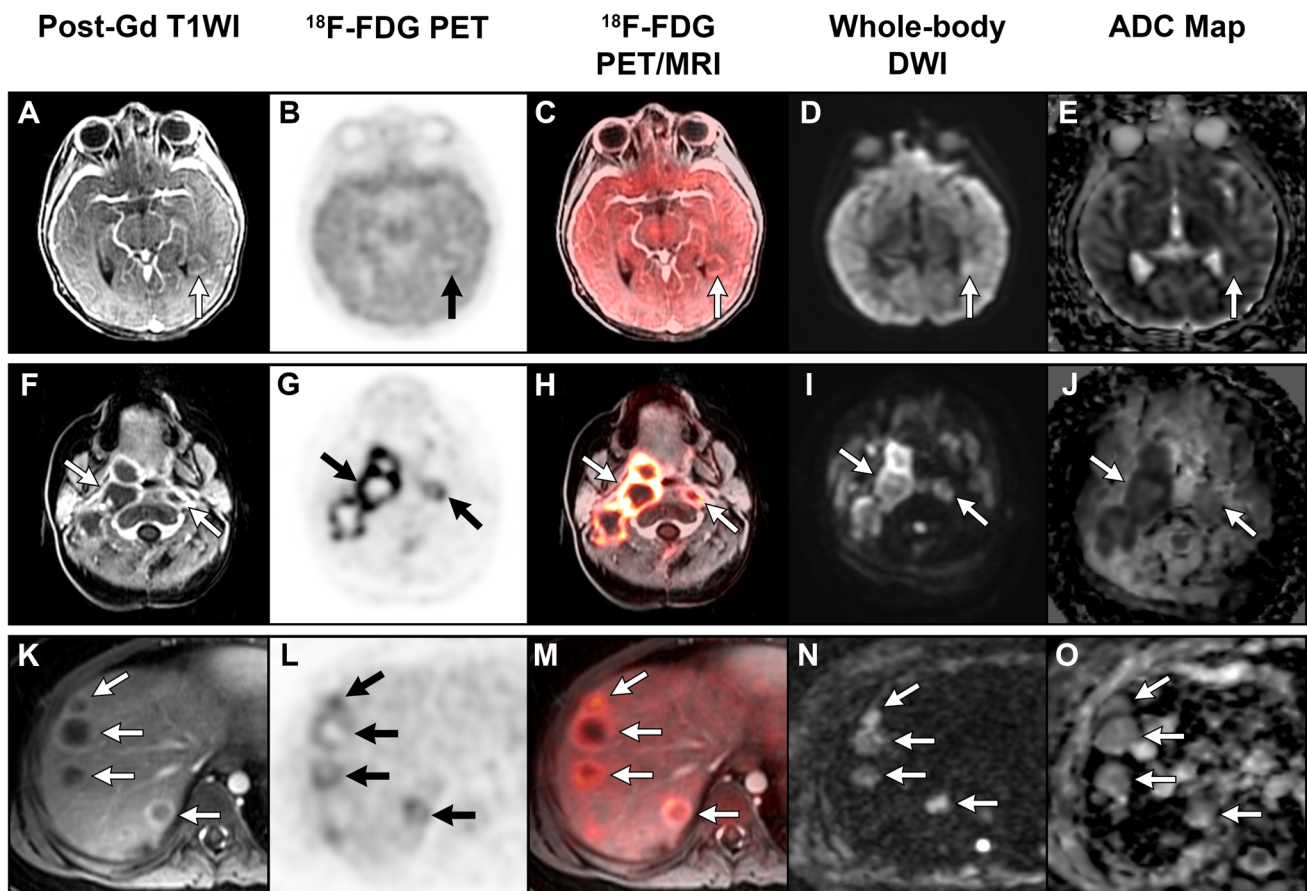 Post-Gd T1WI
¹⁸F-FDG PET
¹⁸F-FDG
PET/MRI
Whole-body
DWI
ADC Map
A
B
C
D
E
F
G
H
I
J
K
L
M
N
O